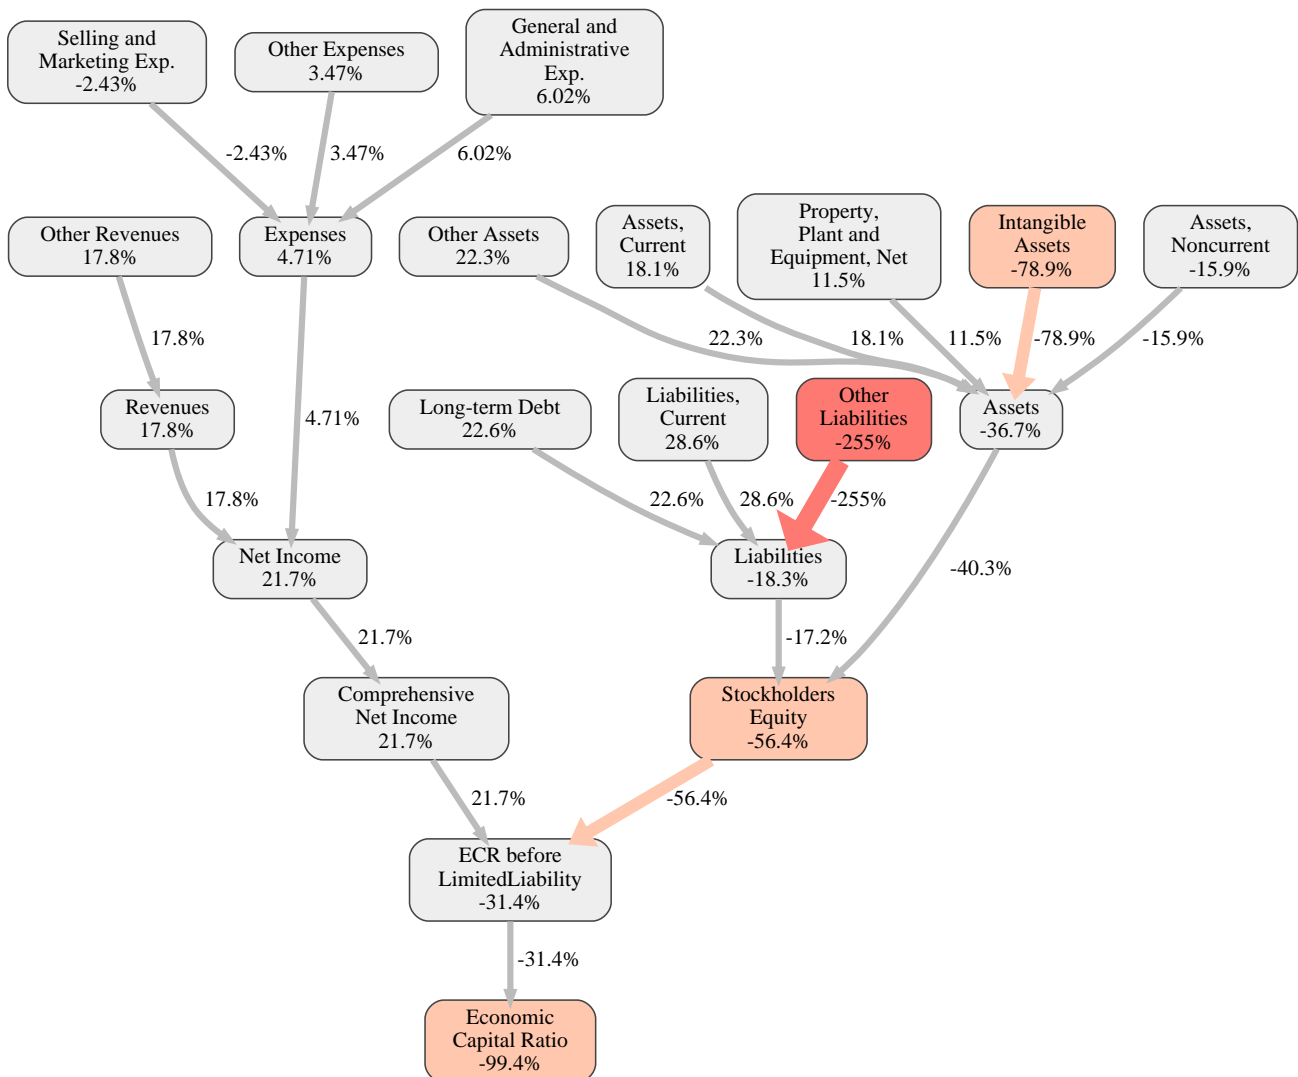 Selling and
Marketing Exp.
-2.43%
Other Expenses
3.47%
General and
Administrative
Exp.
6.02%
-2.43%
3.47%
6.02%
Other Revenues
17.8%
Expenses
4.71%
Other Assets
22.3%
Assets,
Current
18.1%
Property,
Plant and
Equipment, Net
11.5%
Intangible
Assets
-78.9%
Assets,
Noncurrent
-15.9%
17.8%
22.3%
18.1%
11.5%
-78.9%
-15.9%
Revenues
17.8%
4.71%
Long-term Debt
22.6%
Liabilities,
Current
28.6%
Other
Liabilities
-255%
Assets
-36.7%
17.8%
22.6%
28.6%
-255%
Net Income
21.7%
Liabilities
-18.3%
-40.3%
21.7%
-17.2%
Comprehensive
Net Income
21.7%
Stockholders
Equity
-56.4%
21.7%
-56.4%
ECR before
LimitedLiability
-31.4%
-31.4%
Economic
Capital Ratio
-99.4%